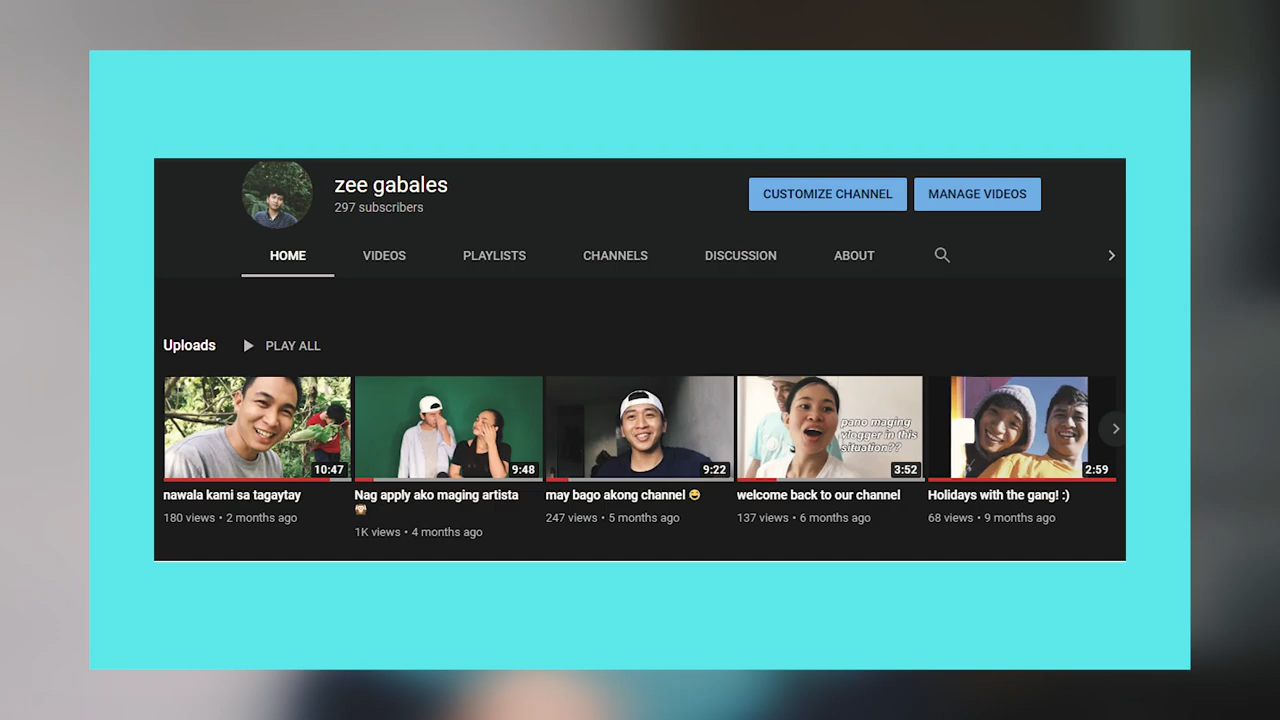 zee gabales
297 subscribers
CUSTOMIZE CHANNEL
MANAGE VIDEOS
HOME
VIDEOS
PLAYLISTS
CHANNELS
DISCUSSION
ABOUT
Uploads
PLAY ALL
10:47
nawala kami sa tagaytay
180 views • 2 months ago
9:48
Nag apply ako maging artista
🙈
1K views • 4 months ago
9:22
may bago akong channel 😂
247 views • 5 months ago
pano maging
vlogger in this
situation??
3:52
welcome back to our channel
137 views • 6 months ago
2:59
Holidays with the gang! :)
68 views • 9 months ago